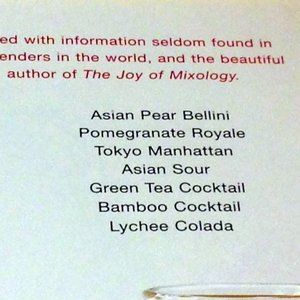 ed with information seldom found in
enders in the world, and the beautiful
author of The Joy of Mixology.
Asian Pear Bellini
Pomegranate Royale
Tokyo Manhattan
Asian Sour
Green Tea Cocktail
Bamboo Cocktail
Lychee Colada